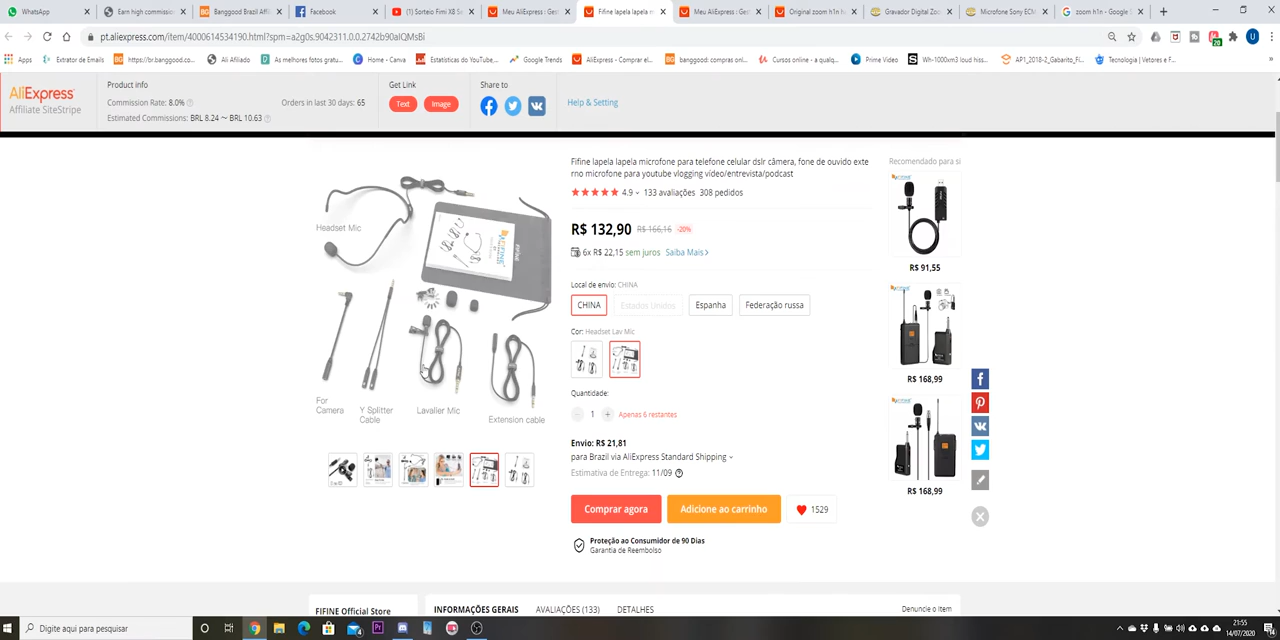 WhatsApp
Earn high commission:
Banggood Brazil Affilia
Facebook
(1) Sorteio Fimi X8 S
Meu AliExpress : Gest
Fifine lapela lapela m
Meu AliExpress : Gest
Original zoom h1n h
Gravador Digital Zoo
Microfone Sony ECM
zoom h1n - Google
pt.aliexpress.com/item/4000614534190.html?spm=a2g0s.9042311.0.0.2742b90aIQMsBi
Apps
Extrator de Emails
https://br.banggood.co...
Ali Afiliado
As melhores fotos gratu...
Home - Canva
Estatísticas do YouTube...
Google Trends
AliExpress - Comprar el...
banggood: compras onl...
Cursos online - a qualq...
Prime Video
Wh-1000xm3 loud hiss...
AP1_2018-2_Gabarito_Fi...
Tecnologia | Vetores e F...
AliExpress
Affiliate SiteStripe
Product info
Commission Rate: 8.0%
Orders in last 30 days: 65
Estimated Commissions: BRL 8.24 ~ BRL 10.63
Get Link
Text
Image
Share to
Help & Setting
Fifine lapela lapela microfone para telefone celular dslr câmera, fone de ouvido exte
rno microfone para youtube vlogging vídeo/entrevista/podcast
4.9
133 avaliações
308 pedidos
R$ 132,90
R$ 166,16
-20%
6x R$ 22,15 sem juros
Saiba Mais
Local de envio: CHINA
CHINA
Estados Unidos
Espanha
Federação russa
Cor: Headset Lav Mic
Quantidade:
1
Apenas 6 restantes
Envio: R$ 21,81
para Brazil via AliExpress Standard Shipping
Estimativa de Entrega: 11/09
Comprar agora
Adicione ao carrinho
1529
Proteção ao Consumidor de 90 Dias
Garantia de Reembolso
Headset Mic
FIFINE
For
Camera
Y Splitter
Cable
Lavalier Mic
Extension cable
Recomendado para si
R$ 91,55
R$ 168,99
R$ 168,99
FIFINE Official Store
INFORMAÇÕES GERAIS
AVALIAÇÕES (133)
DETALHES
Denuncie o Item
Digite aqui para pesquisar
21:55
14/07/2020